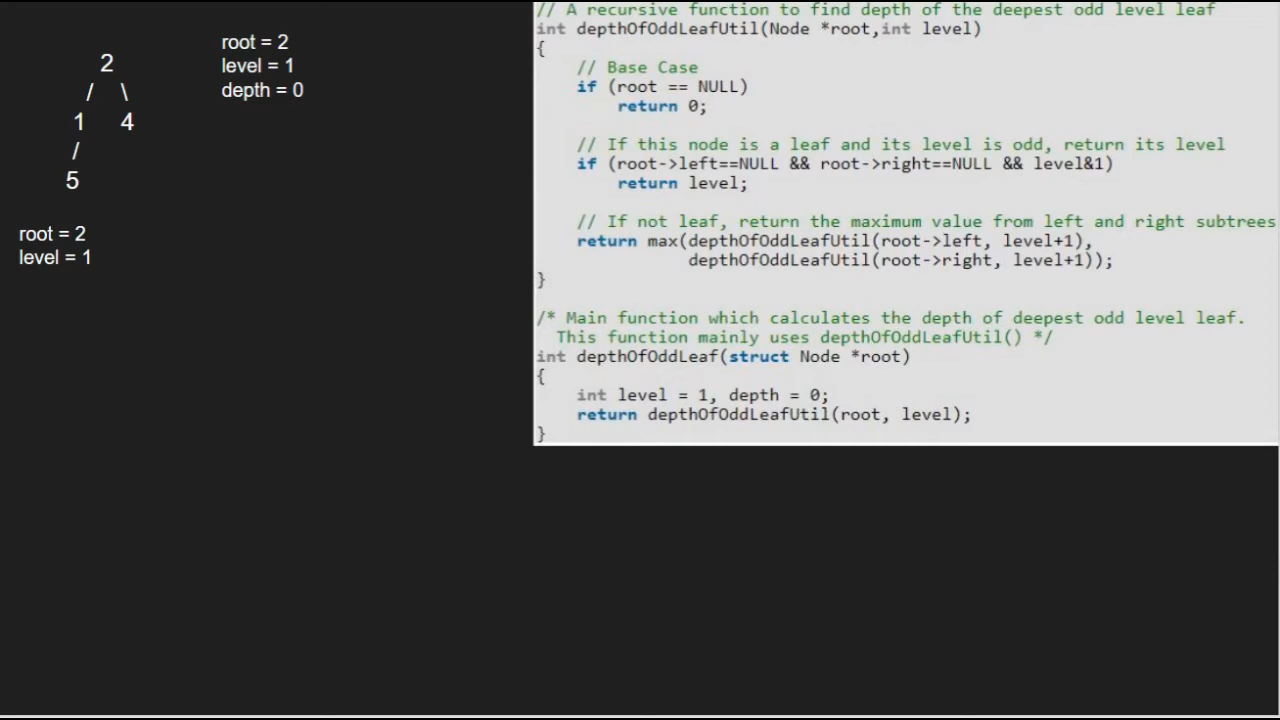 2
/ \
1 4
/
5
root = 2
level = 1
root = 2
level = 1
depth = 0
// A recursive function to find depth of the deepest odd level leaf
int depthOfOddLeafUtil(Node *root,int level)
{
// Base Case
if (root == NULL)
return 0;
// If this node is a leaf and its level is odd, return its level
if (root->left==NULL && root->right==NULL && level&1)
return level;
// If not leaf, return the maximum value from left and right subtrees
return max(depthOfOddLeafUtil(root->left, level+1),
depthOfOddLeafUtil(root->right, level+1));
}
/* Main function which calculates the depth of deepest odd level leaf.
This function mainly uses depthOfOddLeafUtil() */
int depthOfOddLeaf(struct Node *root)
{
int level = 1, depth = 0;
return depthOfOddLeafUtil(root, level);
}